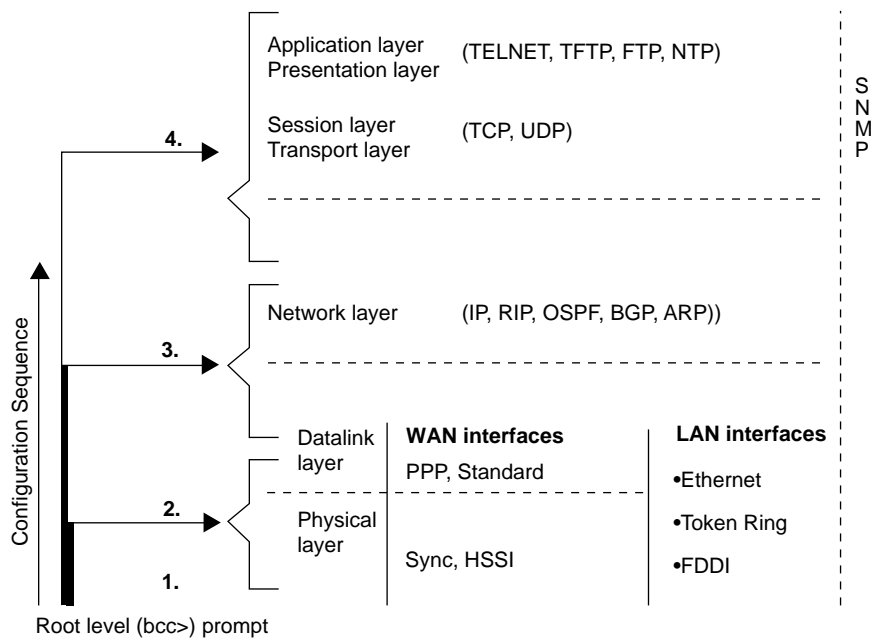 Application layer (TELNET, TFTP, FTP, NTP)
Presentation layer
Session layer (TCP, UDP)
Transport layer
4.
SNMP
Network layer (IP, RIP, OSPF, BGP, ARP))
3.
Configuration Sequence
Datalink layer
WAN interfaces
LAN interfaces
PPP, Standard
•Ethernet
2.
Physical layer
•Token Ring
Sync, HSSI
•FDDI
1.
Root level (bcc>) prompt